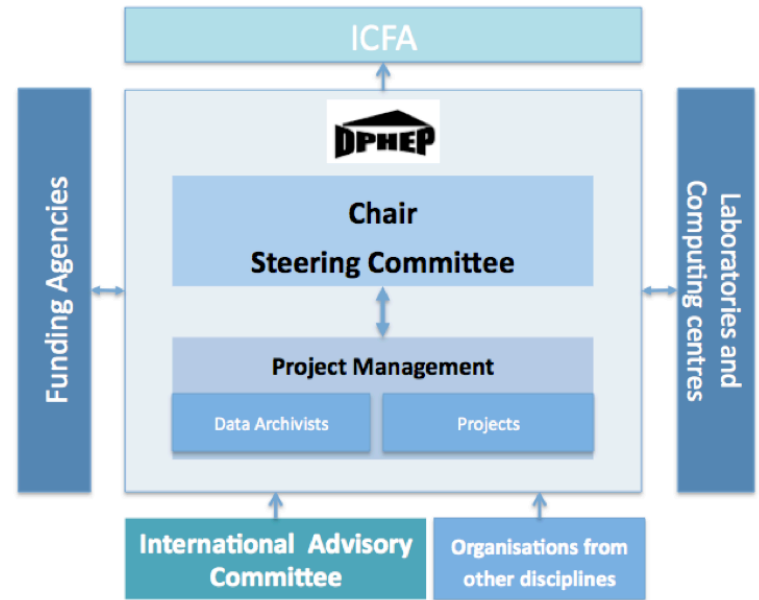 ICFA
DPHEP
Chair
Steering Committee
Project Management
Data Archivists
Projects
Funding Agencies
Laboratories and
Computing centres
International Advisory
Committee
Organisations from
other disciplines